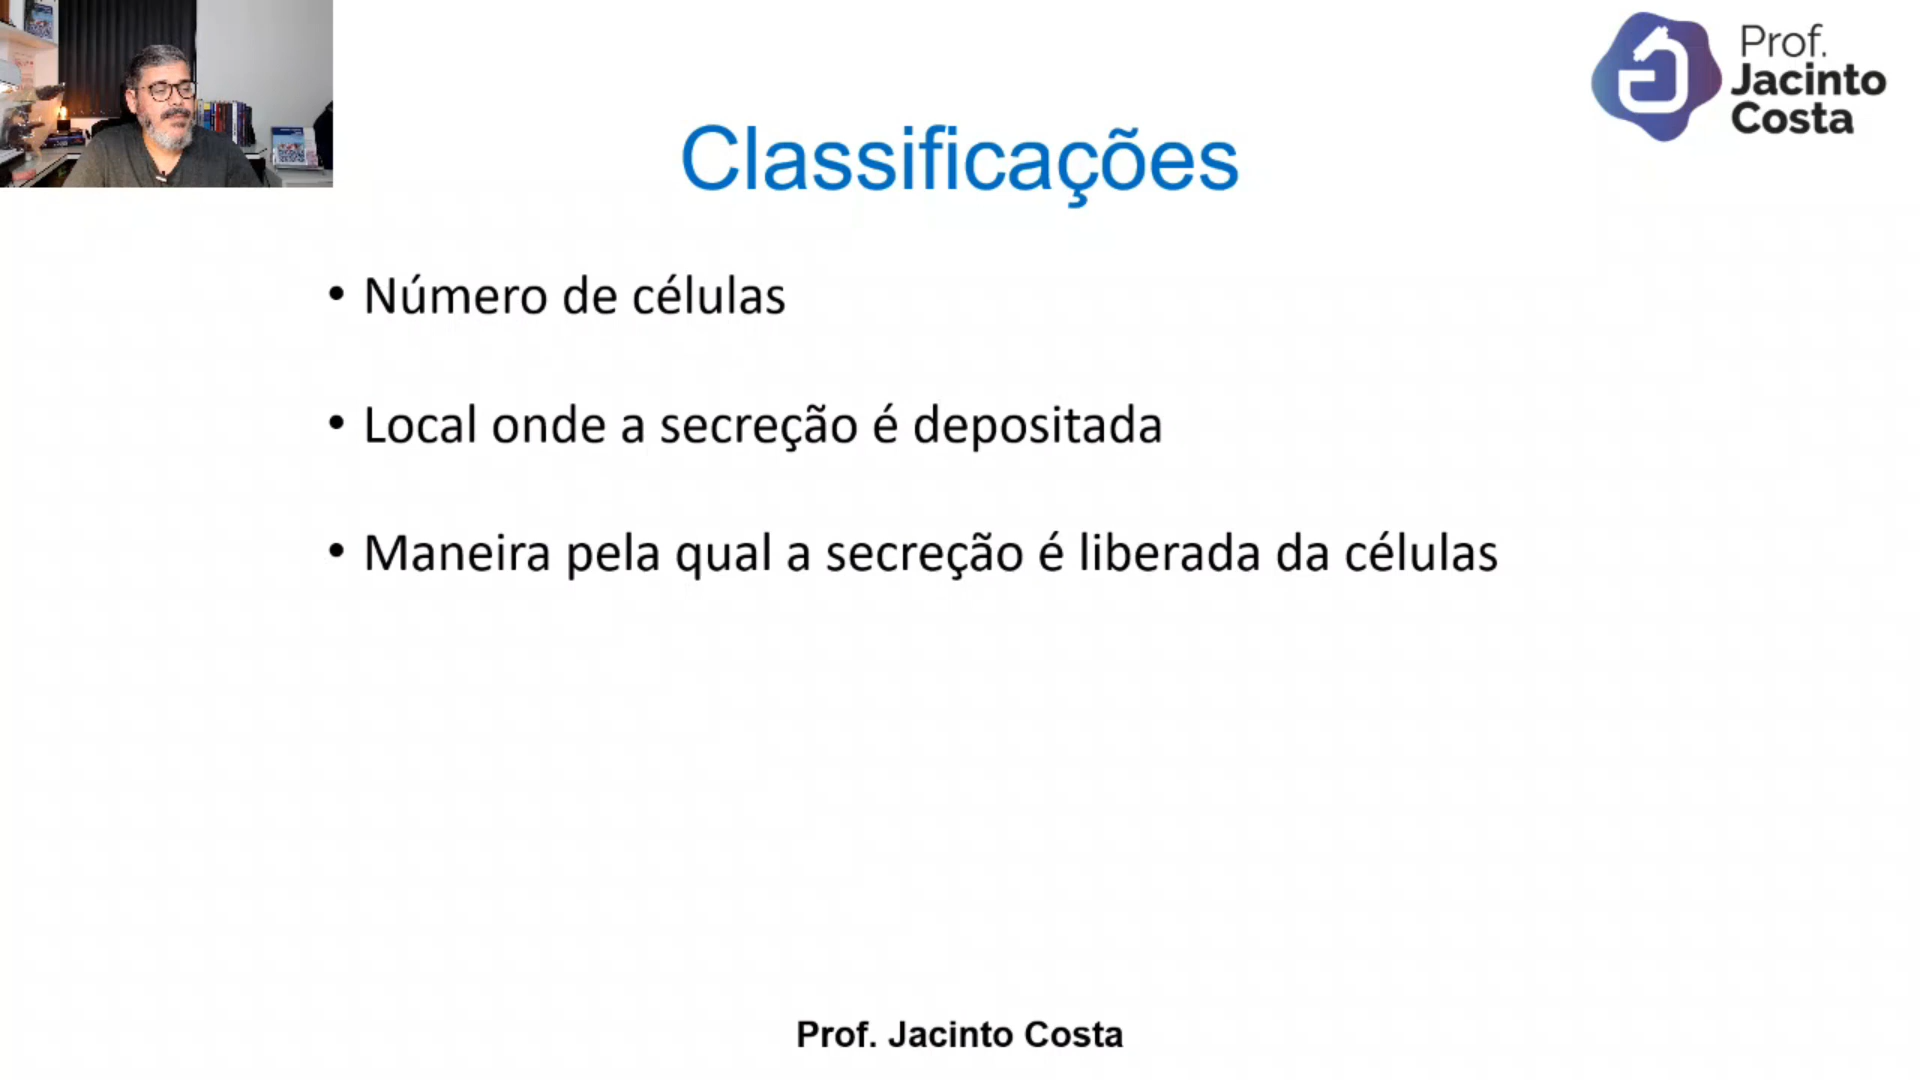 Prof.
Jacinto
Costa
Classificações
• Número de células
• Local onde a secreção é depositada
• Maneira pela qual a secreção é liberada da células
Prof. Jacinto Costa